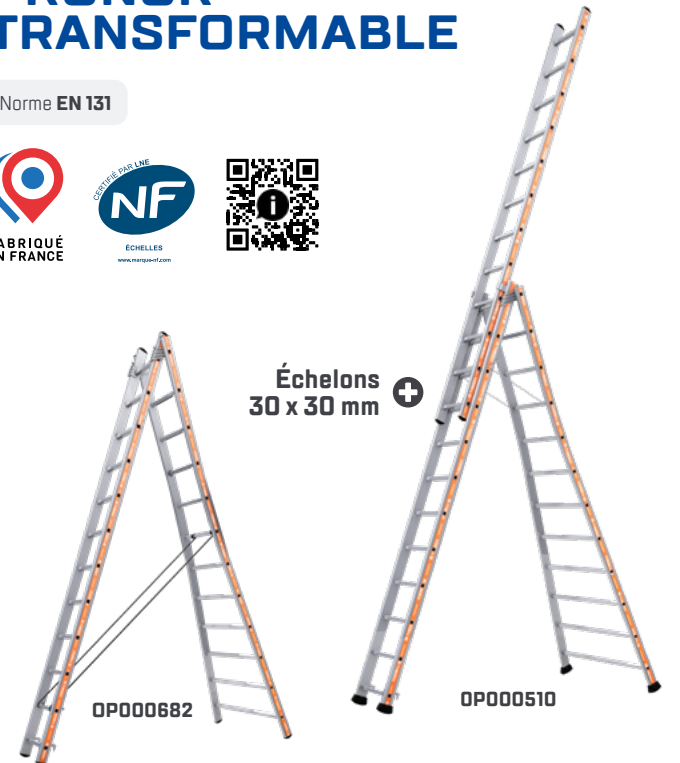 TRANSFORMABLE
Norme EN 131
CERTIFIÉ PAR LNE
NF
ÉCHELLES
www.marque-nf.com
i
ABRIQUÉ
N FRANCE
Échelons
30 x 30 mm
OP000682
OP000510